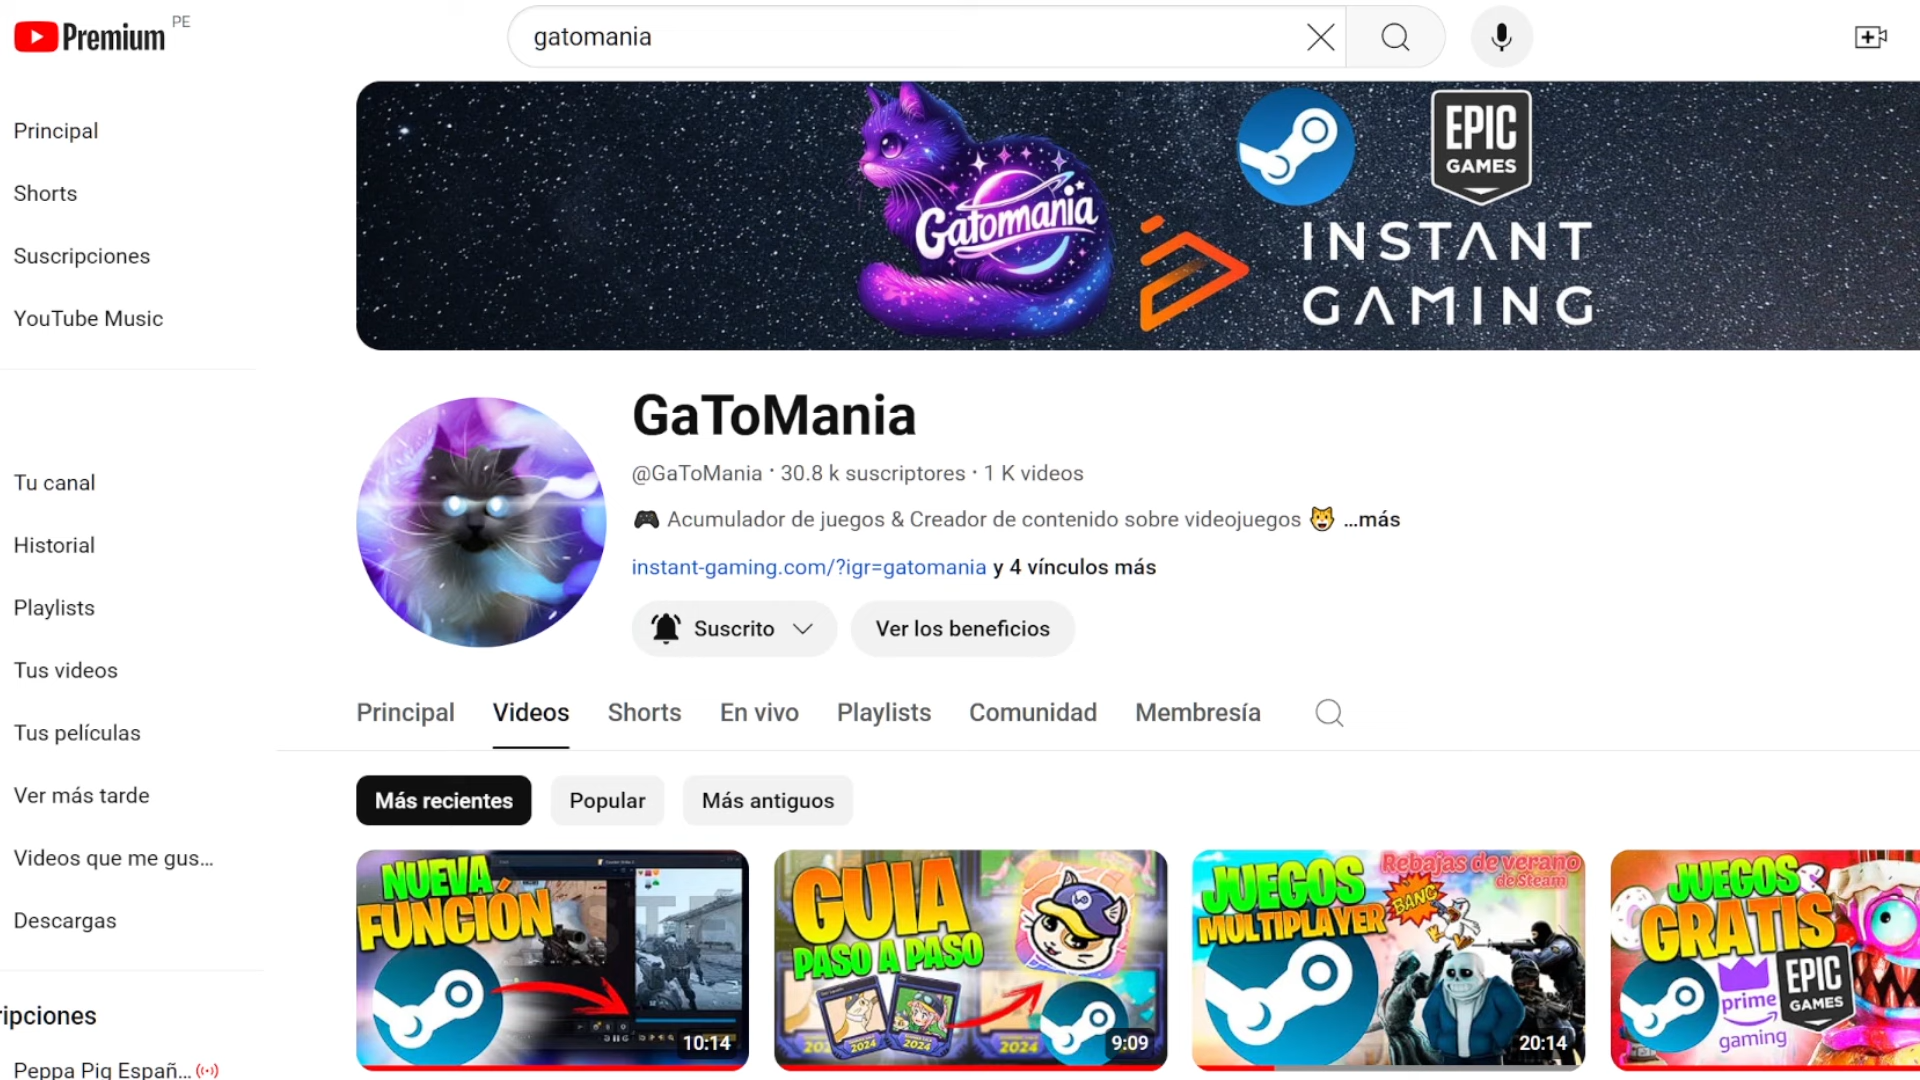 Premium PE
gatomania
Principal
Shorts
Suscripciones
YouTube Music
Tu canal
Historial
Playlists
Tus videos
Tus películas
Ver más tarde
Videos que me gus...
Descargas
ripciones
Peppa Pig Españ...
Gatomania
EPIC
GAMES
INSTANT
GAMING
GaToMania
@GaToMania · 30.8 k suscriptores · 1 K videos
Acumulador de juegos & Creador de contenido sobre videojuegos ...más
instant-gaming.com/?igr=gatomania y 4 vínculos más
Suscrito
Ver los beneficios
Principal Videos Shorts En vivo Playlists Comunidad Membresía
Más recientes Popular Más antiguos
NUEVA
FUNCIÓN
10:14
GUIA
PASO A PASO
2024
2024
2024
9:09
JUEGOS
MULTIPLAYER
Rebajas de verano
de Steam
BANG
20:14
JUEGOS
GRATIS
prime
gaming
EPIC
GAMES